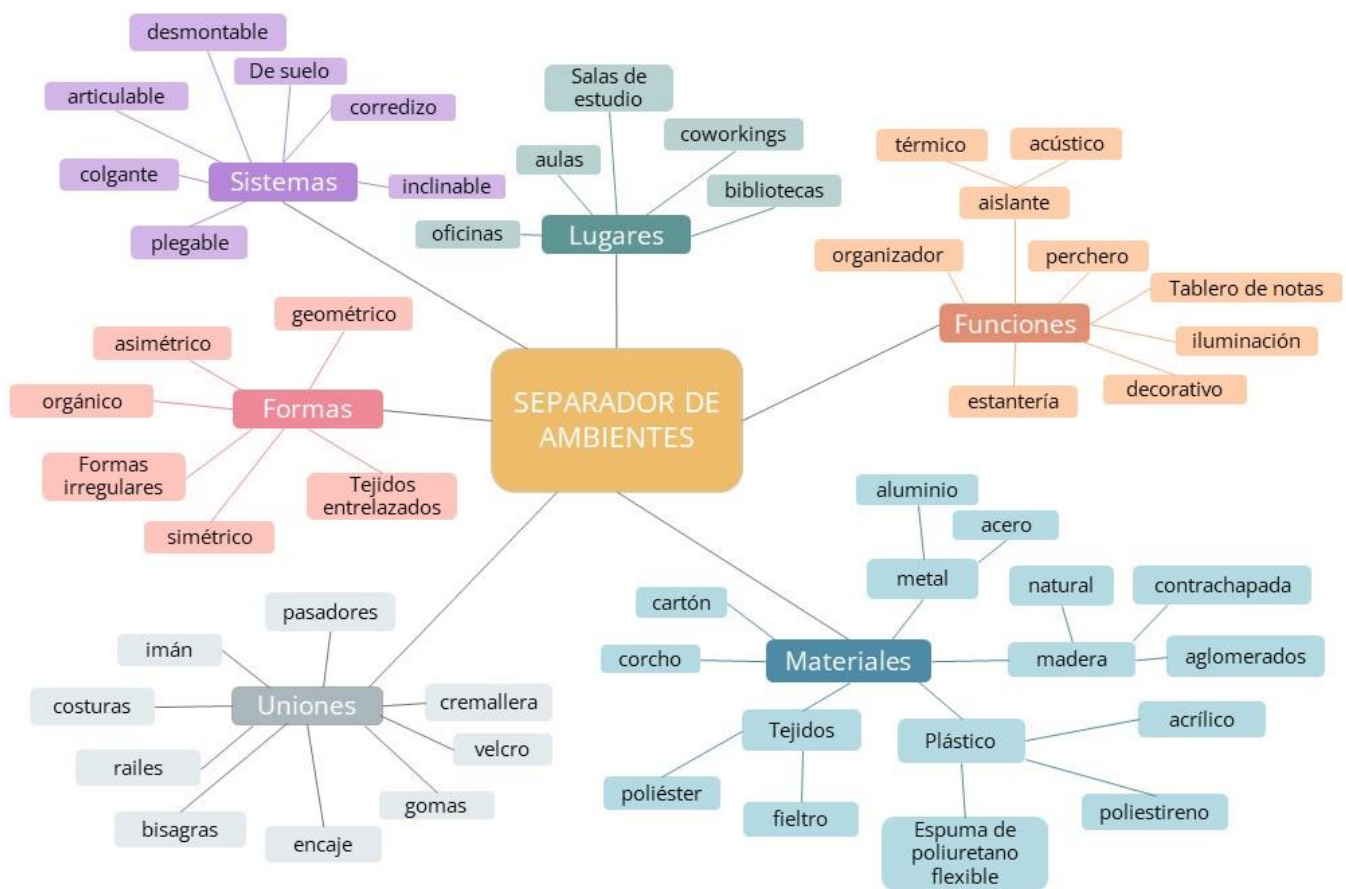 desmontable
De suelo
articulable
corredizo
colgante
Sistemas
inclinable
plegable
Salas de
estudio
coworkings
aulas
bibliotecas
oficinas
Lugares
térmico
acústico
aislante
organizador
perchero
Tablero de notas
Funciones
iluminación
estantería
decorativo
geométrico
asimétrico
orgánico
Formas
Formas
irregulares
Tejidos
entrelazados
simétrico
SEPARADOR DE
AMBIENTES
pasadores
imán
costuras
Uniones
cremallera
velcro
railes
gomas
bisagras
encaje
aluminio
acero
metal
natural
contrachapada
cartón
corcho
Materiales
madera
aglomerados
Tejidos
Plástico
acrílico
poliéster
fieltro
poliestireno
Espuma de
poliuretano
flexible